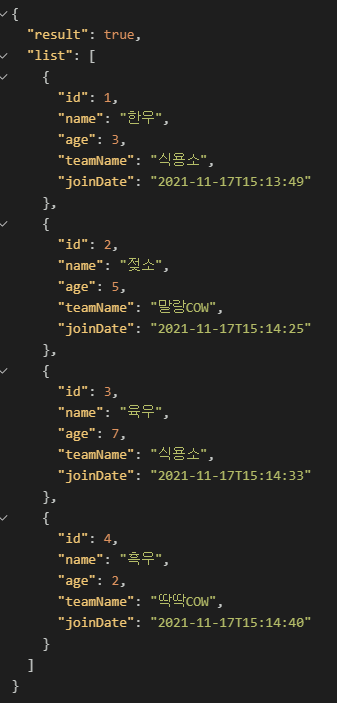 {
"result": true,
"list": [
{
"id": 1,
"name": "한우",
"age": 3,
"teamName": "식용소",
"joinDate": "2021-11-17T15:13:49"
},
{
"id": 2,
"name": "젖소",
"age": 5,
"teamName": "말랑COW",
"joinDate": "2021-11-17T15:14:25"
},
{
"id": 3,
"name": "육우",
"age": 7,
"teamName": "식용소",
"joinDate": "2021-11-17T15:14:33"
},
{
"id": 4,
"name": "흑우",
"age": 2,
"teamName": "딱딱COW",
"joinDate": "2021-11-17T15:14:40"
}
]
}